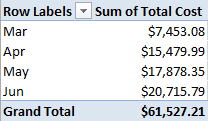 Row Labels Sum of Total Cost
Mar $7,453.08
Apr $15,479.99
May $17,878.35
Jun $20,715.79
Grand Total $61,527.21